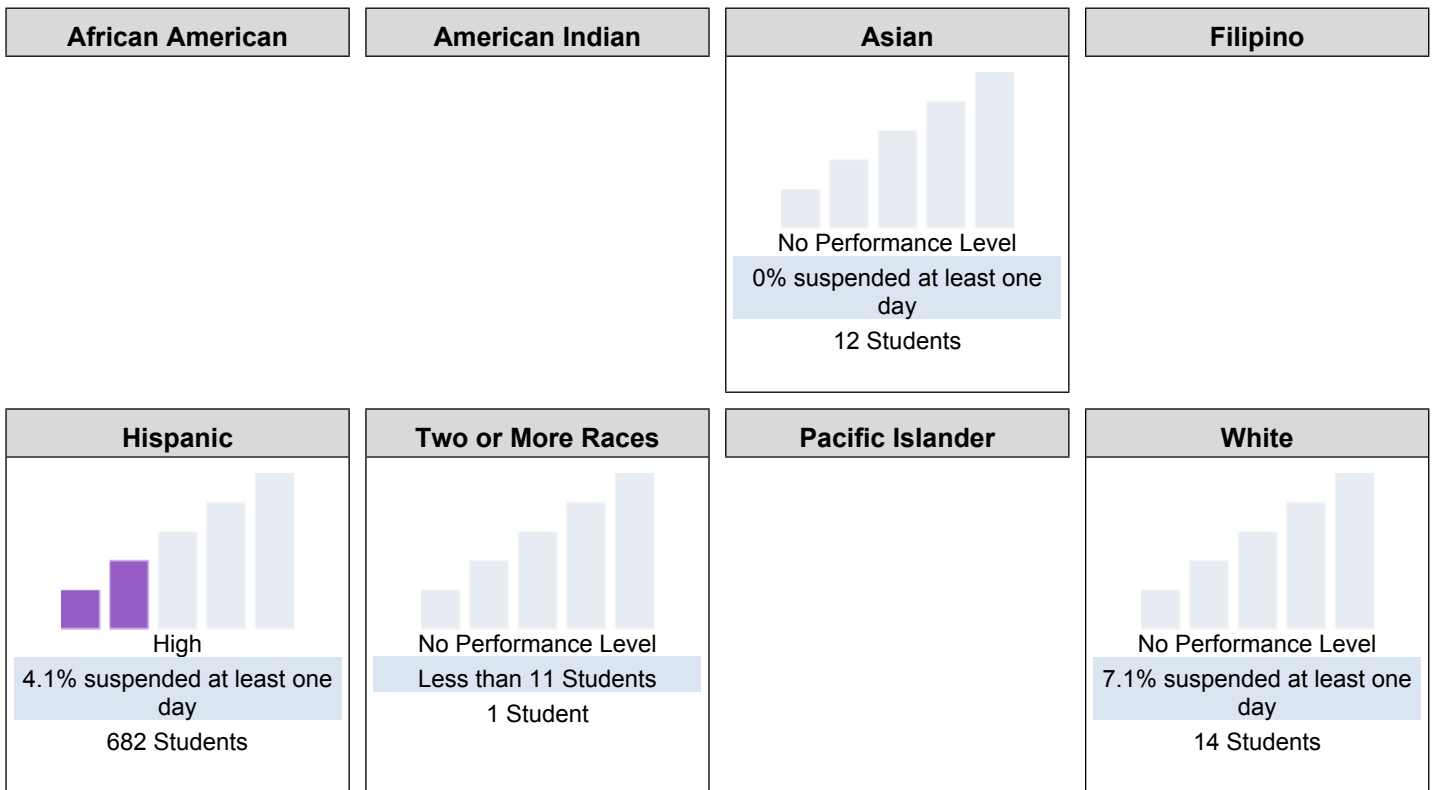 African American
American Indian
Asian
Filipino
No Performance Level
0% suspended at least one
day
12 Students
Hispanic
Two or More Races
Pacific Islander
White
High
4.1% suspended at least one
day
682 Students
No Performance Level
Less than 11 Students
1 Student
No Performance Level
7.1% suspended at least one
day
14 Students